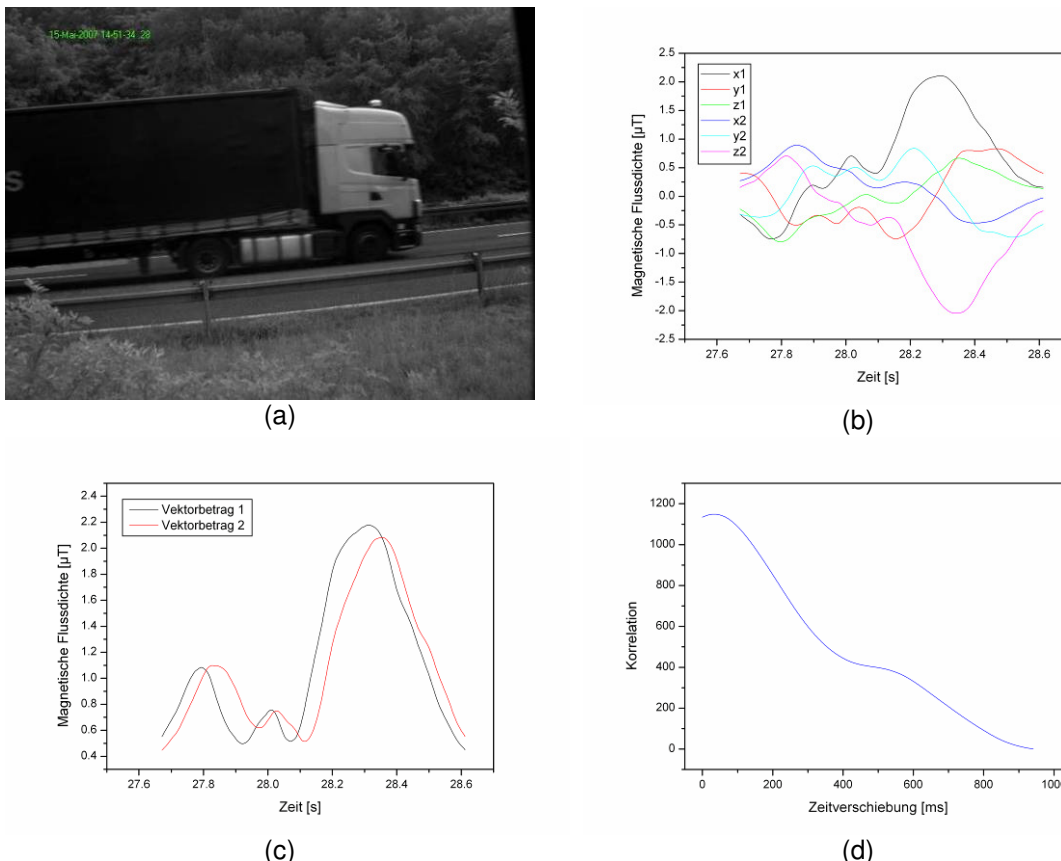 15-Mai-2007 14-51-34 .28
s
(a)
Magnetische Flussdichte [µT]
2.5
2.0
1.5
1.0
0.5
0.0
-0.5
-1.0
-1.5
-2.0
-2.5
x1
y1
z1
x2
y2
z2
27.6
27.8
28.0
28.2
28.4
28.6
Zeit [s]
(b)
Magnetische Flussdichte [µT]
2.4
2.2
2.0
1.8
1.6
1.4
1.2
1.0
0.8
0.6
0.4
Vektorbetrag 1
Vektorbetrag 2
27.6
27.8
28.0
28.2
28.4
28.6
Zeit [s]
(c)
Korrelation
1200
1000
800
600
400
200
0
0
200
400
600
800
1000
Zeitverschiebung [ms]
(d)